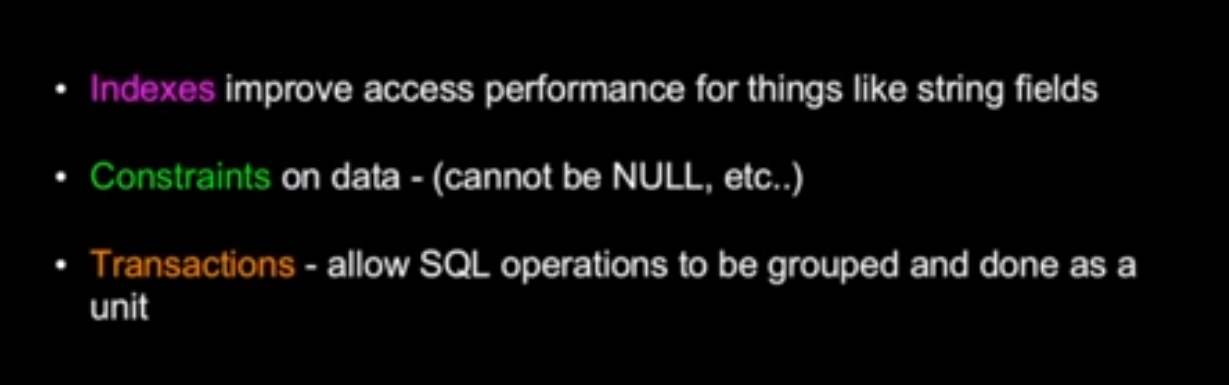 • Indexes improve access performance for things like string fields
• Constraints on data - (cannot be NULL, etc..)
• Transactions - allow SQL operations to be grouped and done as a
unit